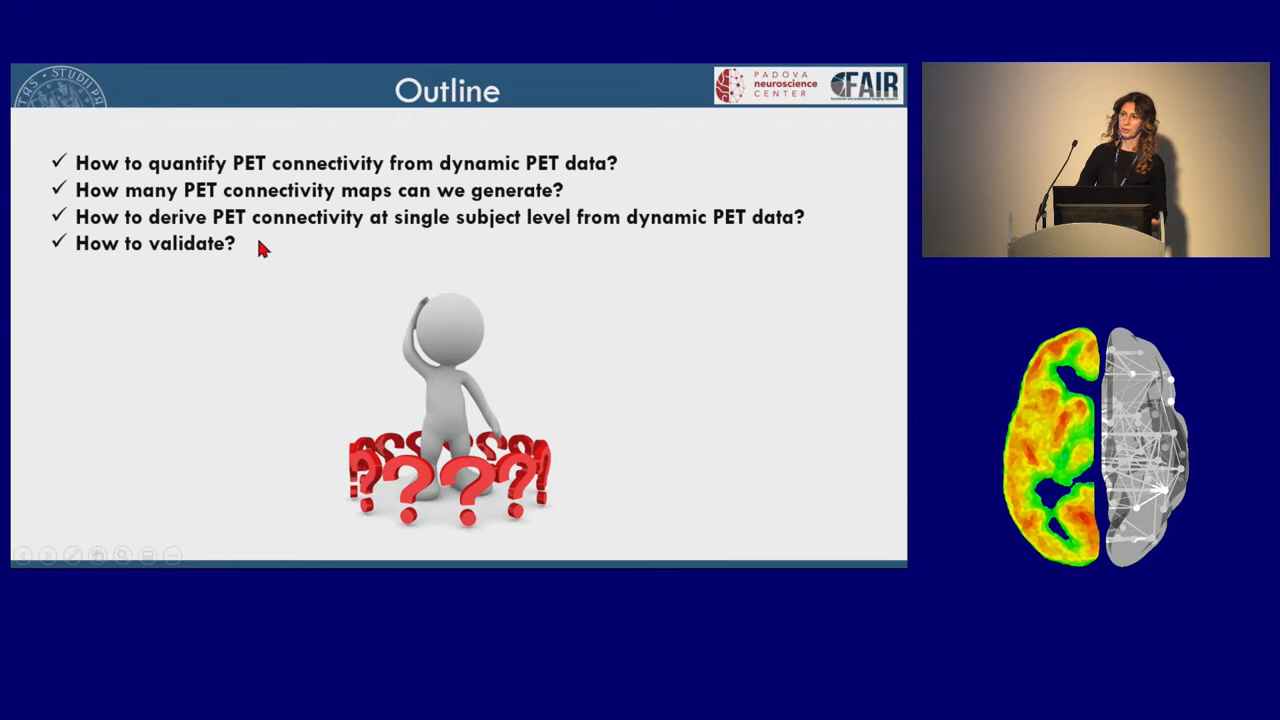 Outline
PADOVA
neuroscience
CENTER
FAIR
How to quantify PET connectivity from dynamic PET data?
How many PET connectivity maps can we generate?
How to derive PET connectivity at single subject level from dynamic PET data?
How to validate?